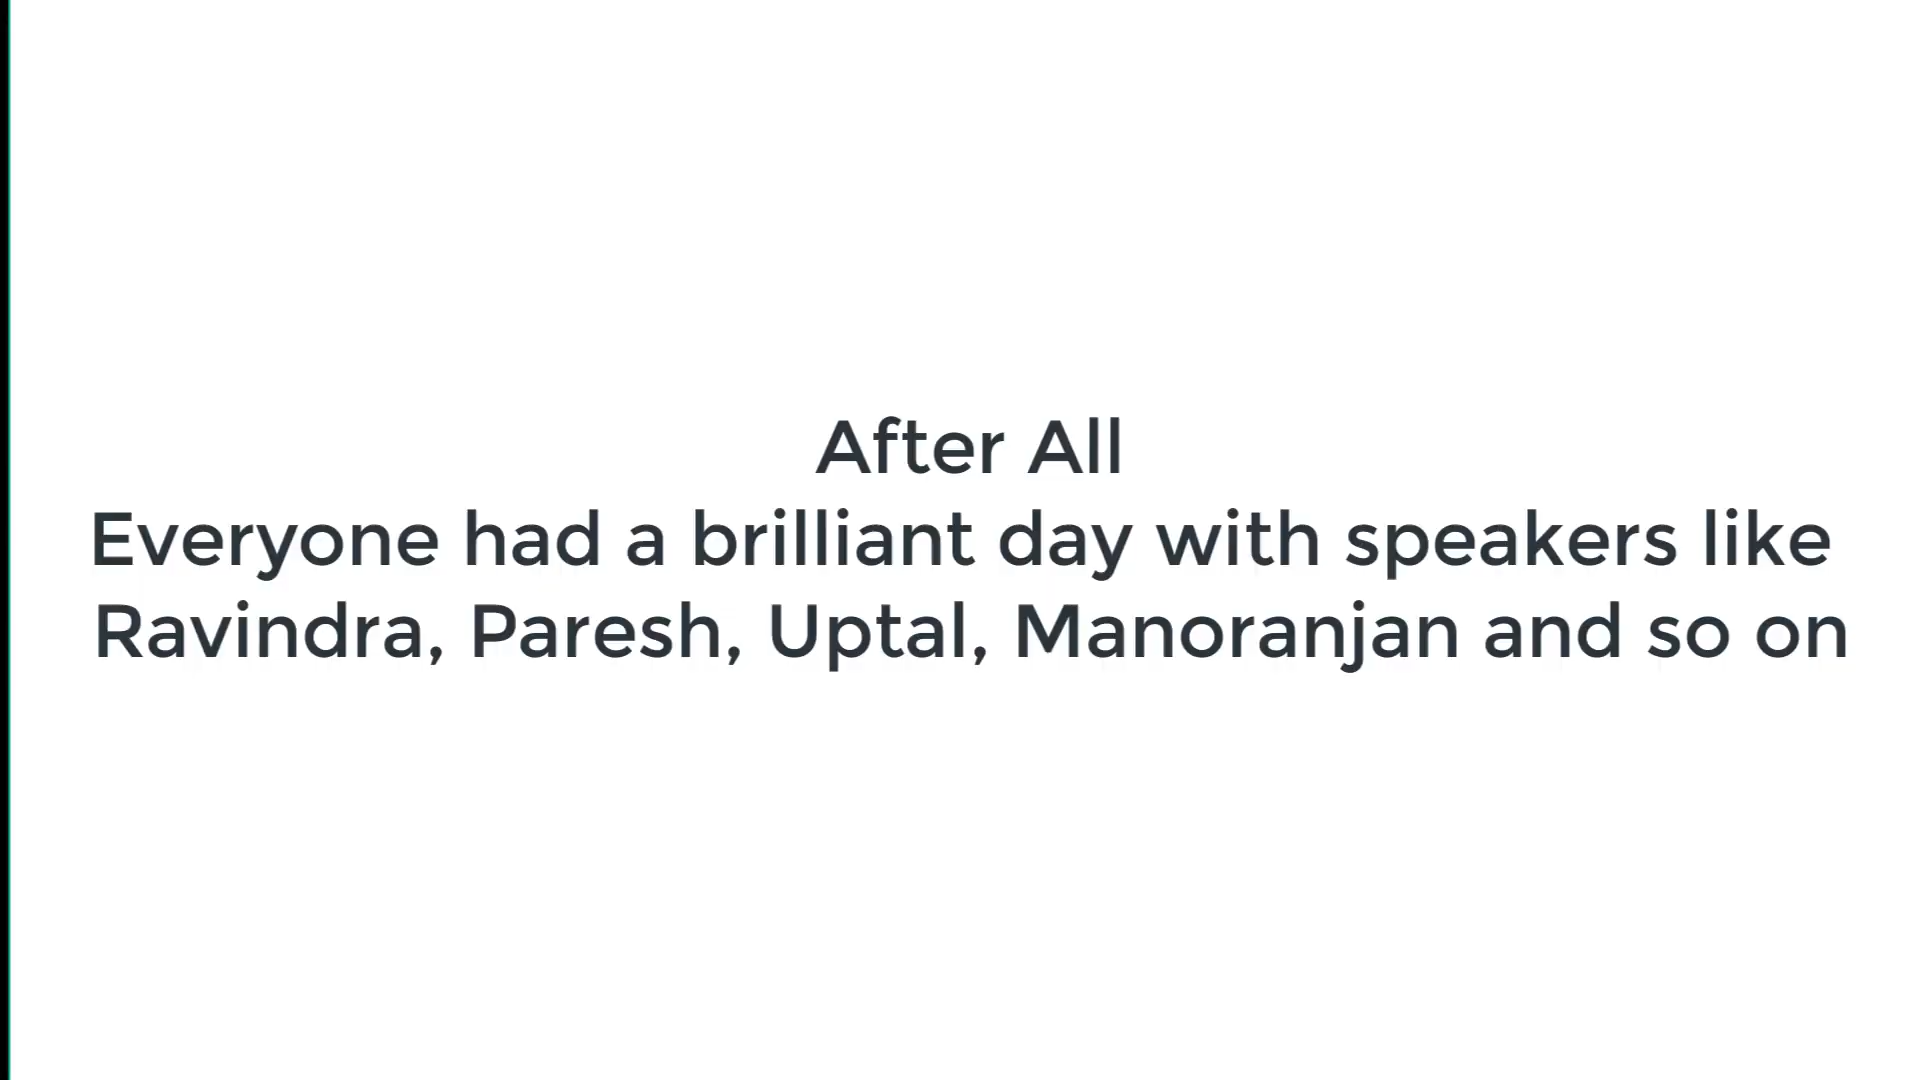 After All
Everyone had a brilliant day with speakers like
Ravindra, Paresh, Uptal, Manoranjan and so on